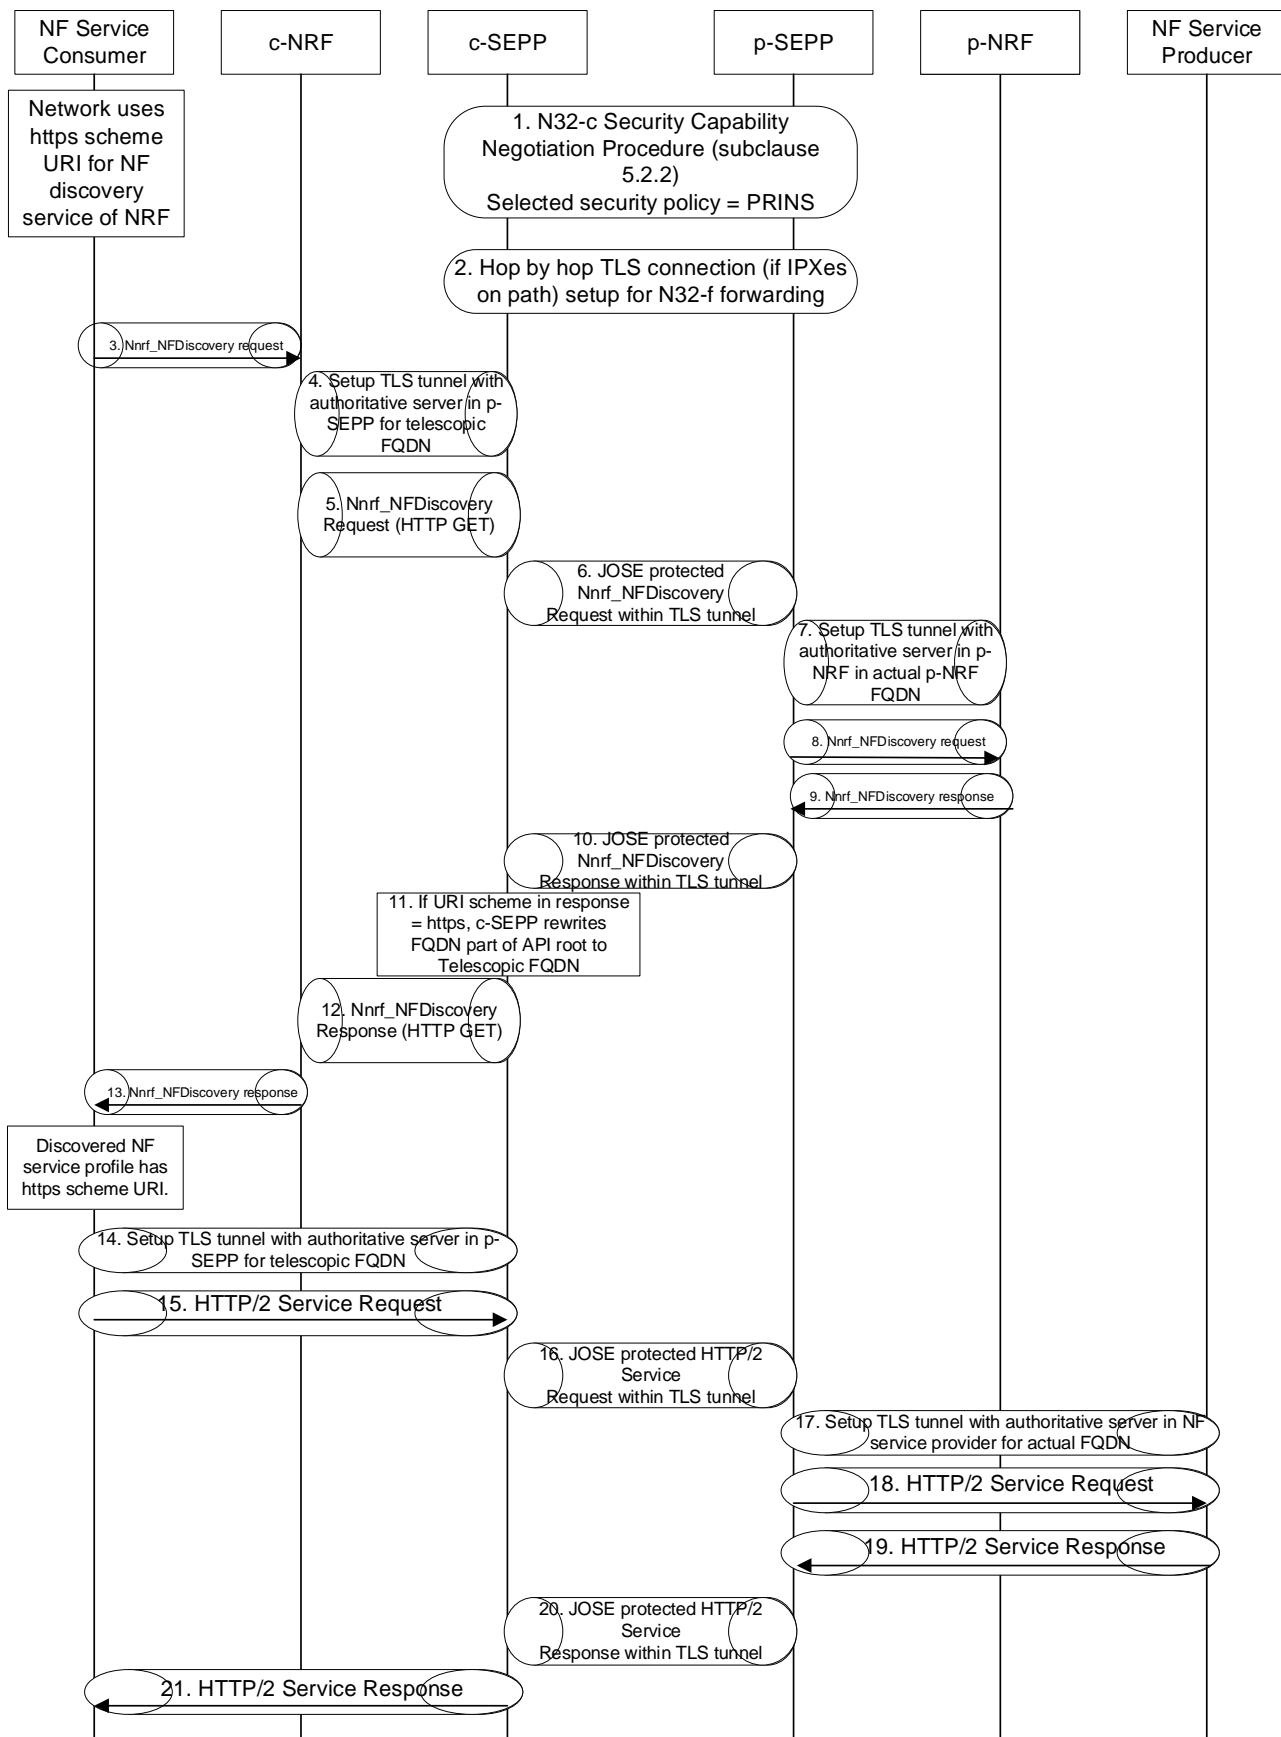 NF Service
Consumer
c-NRF
c-SEPP
p-SEPP
p-NRF
NF Service
Producer
Network uses
https scheme
URI for NF
discovery
service of NRF
1. N32-c Security Capability
Negotiation Procedure (subclause
5.2.2)
Selected security policy = PRINS
2. Hop by hop TLS connection (if IPXes
on path) setup for N32-f forwarding
3. Nnrf_NFDiscovery request
4. Setup TLS tunnel with
authoritative server in p-
SEPP for telescopic
FQDN
5. Nnrf_NFDiscovery
Request (HTTP GET)
6. JOSE protected
Nnrf_NFDiscovery
Request within TLS tunnel
7. Setup TLS tunnel with
authoritative server in p-
NRF in actual p-NRF
FQDN
8. Nnrf_NFDiscovery request
9. Nnrf_NFDiscovery response
10. JOSE protected
Nnrf_NFDiscovery
Response within TLS tunnel
11. If URI scheme in response
= https, c-SEPP rewrites
FQDN part of API root to
Telescopic FQDN
12. Nnrf_NFDiscovery
Response (HTTP GET)
13. Nnrf_NFDiscovery response
Discovered NF
service profile has
https scheme URI.
14. Setup TLS tunnel with authoritative server in p-
SEPP for telescopic FQDN
15. HTTP/2 Service Request
16. JOSE protected HTTP/2
Service
Request within TLS tunnel
17. Setup TLS tunnel with authoritative server in NF
service provider for actual FQDN
18. HTTP/2 Service Request
19. HTTP/2 Service Response
20. JOSE protected HTTP/2
Service
Response within TLS tunnel
21. HTTP/2 Service Response